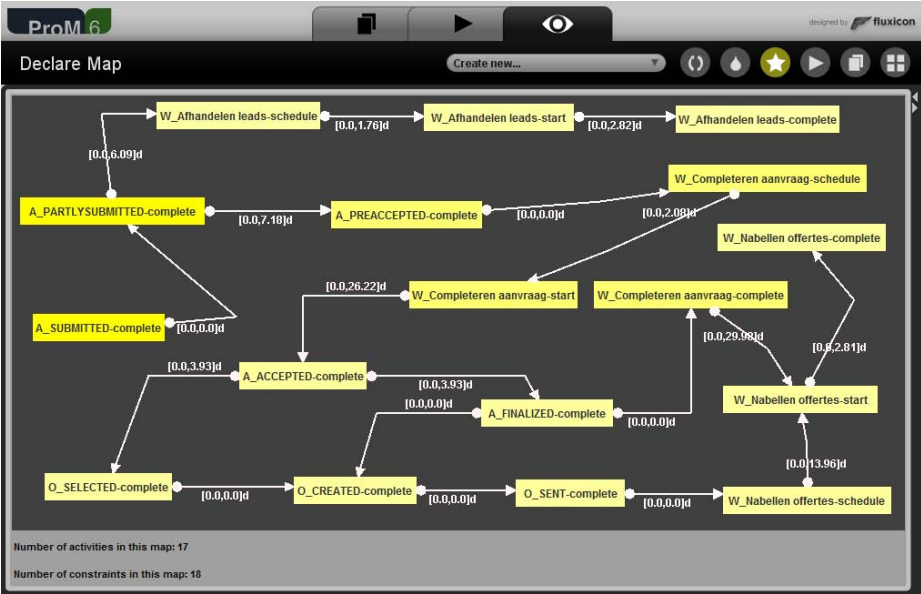 ProM 6
designed by fluxicon
Declare Map
Create new...
W_Afhandelen leads-schedule
[0.0,1.76]d
W_Afhandelen leads-start
[0.0,2.82]d
W_Afhandelen leads-complete
[0.0,6.09]d
W_Completeren aanvraag-schedule
A_PARTLYSUBMITTED-complete
[0.0,7.18]d
A_PREACCEPTED-complete
[0.0,0.0]d
[0.0,2.08]d
W_Nabellen offertes-complete
[0.0,26.22]d
W_Completeren aanvraag-start
W_Completeren aanvraag-complete
A_SUBMITTED-complete
[0.0,0.0]d
[0.0,29.98]d
[0.0,2.81]d
[0.0,3.93]d
A_ACCEPTED-complete
[0.0,3.93]d
[0.0,0.0]d
A_FINALIZED-complete
[0.0,0.0]d
W_Nabellen offertes-start
[0.0,13.96]d
O_SELECTED-complete
[0.0,0.0]d
O_CREATED-complete
[0.0,0.0]d
O_SENT-complete
[0.0,0.0]d
W_Nabellen offertes-schedule
Number of activities in this map: 17
Number of constraints in this map: 18